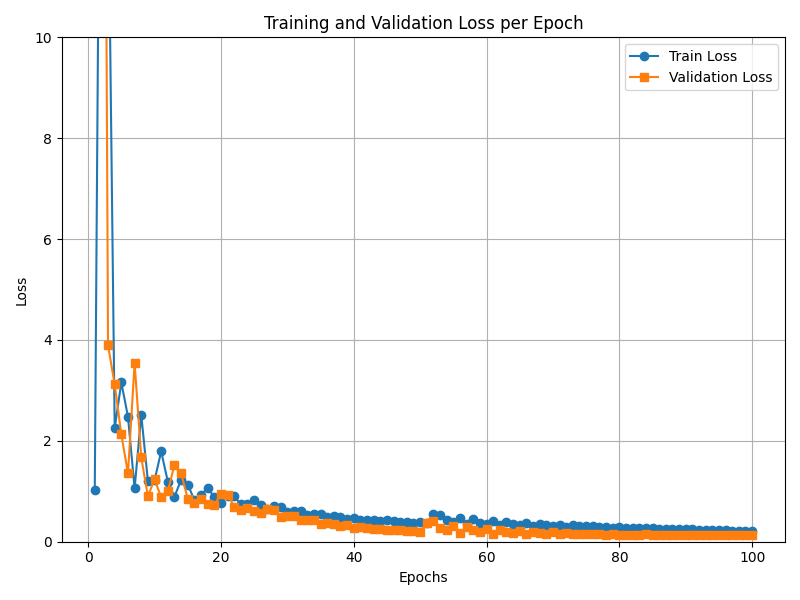 Training and Validation Loss per Epoch
Train Loss
Validation Loss
Loss
10
8
6
4
2
0
0 20 40 60 80 100
Epochs